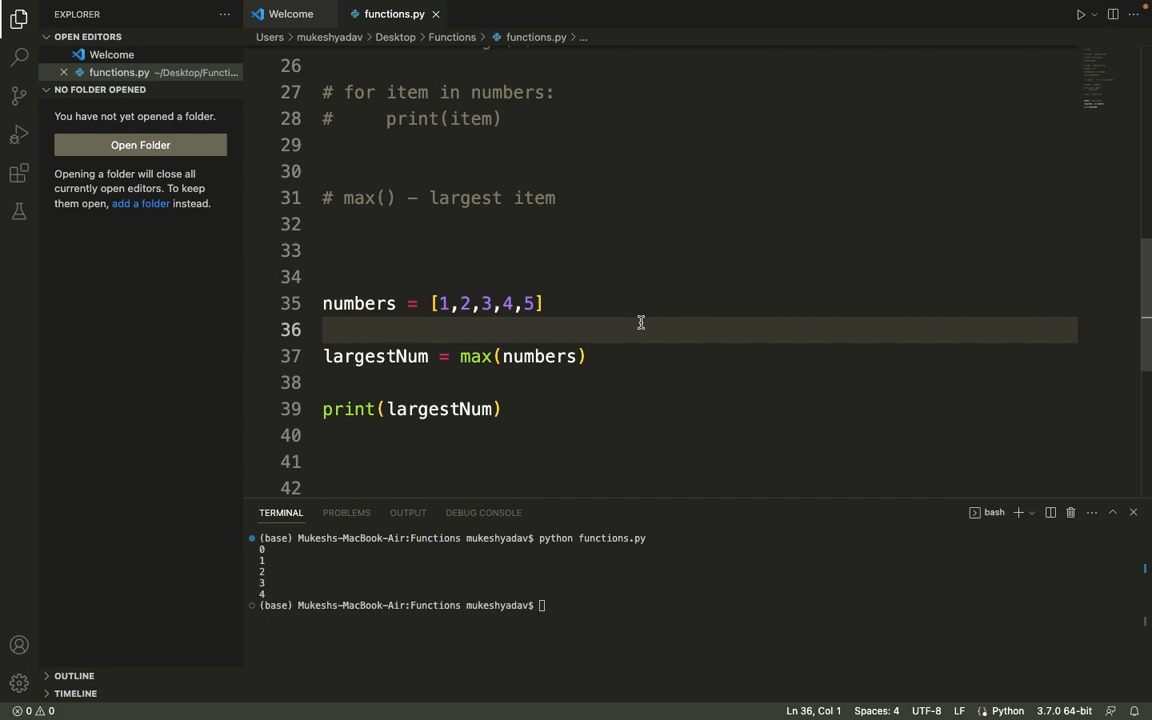 EXPLORER
Welcome
functions.py
OPEN EDITORS
Welcome
functions.py ~/Desktop/Functi...
NO FOLDER OPENED
You have not yet opened a folder.
Open Folder
Opening a folder will close all
currently open editors. To keep
them open, add a folder instead.
OUTLINE
TIMELINE
Users > mukeshyadav > Desktop > Functions > functions.py > ...
26
27 # for item in numbers:
28 #     print(item)
29
30
31 # max() - largest item
32
33
34
35 numbers = [1,2,3,4,5]
36
37 largestNum = max(numbers)
38
39 print(largestNum)
40
41
42
TERMINAL PROBLEMS OUTPUT DEBUG CONSOLE
bash
(base) Mukeshs-MacBook-Air:Functions mukeshyadav$ python functions.py
0
1
2
3
4
(base) Mukeshs-MacBook-Air:Functions mukeshyadav$
0 0
Ln 36, Col 1 Spaces: 4 UTF-8 LF Python 3.7.0 64-bit